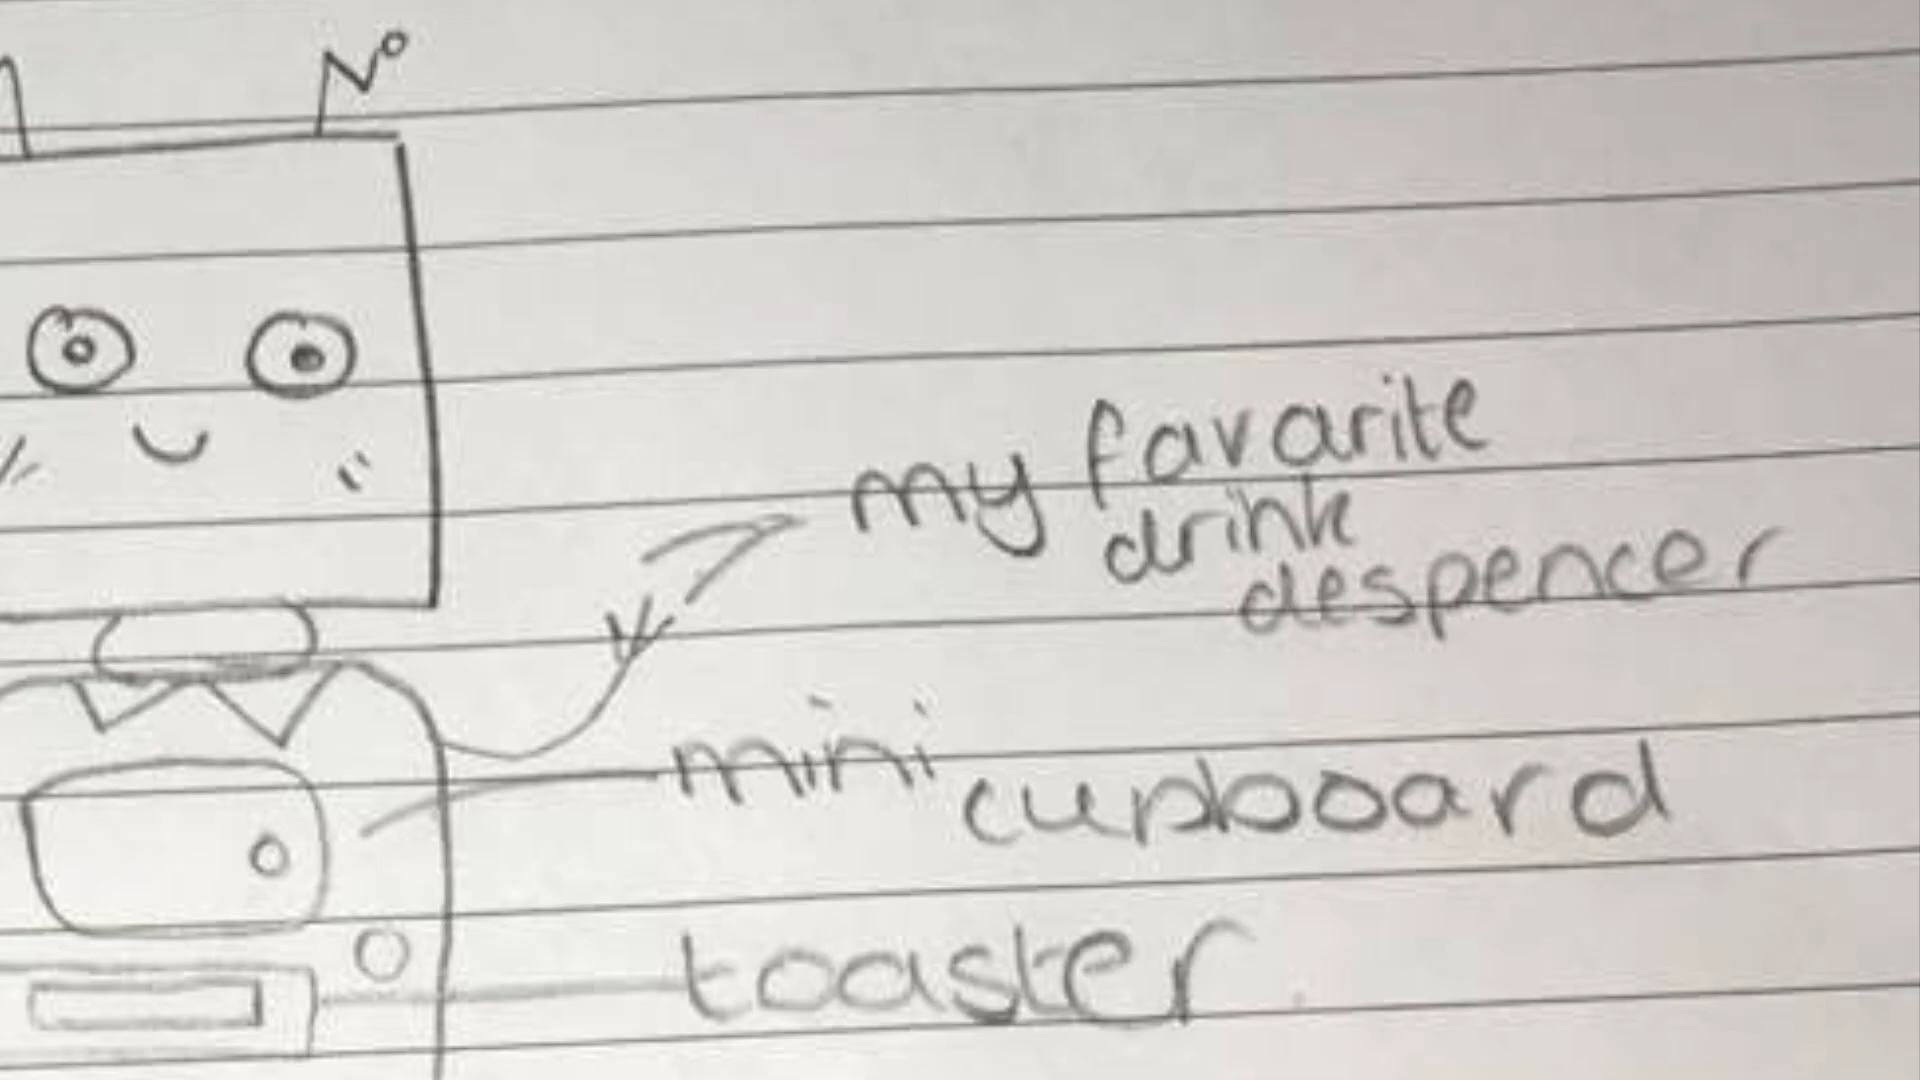 my favarite
drink
despencer
mini cupboard
toaster